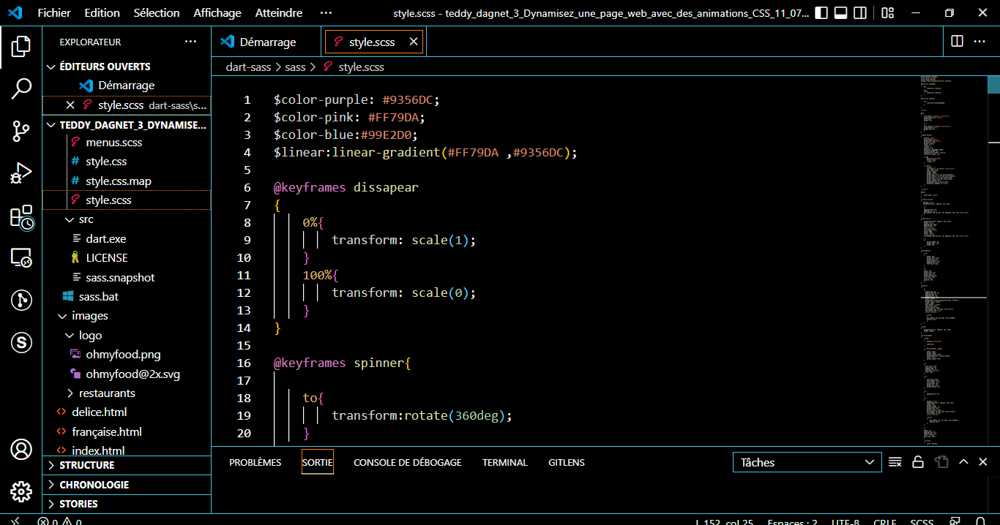 Fichier Edition Sélection Affichage Atteindre ··· style.scss - teddy_dagnet_3_Dynamisez_une_page_web_avec_des_animations_CSS_11_07...
EXPLORATEUR ···
Démarrage style.scss
dart-sass > sass > style.scss
ÉDITEURS OUVERTS
Démarrage
style.scss dart-sass\s...
TEDDY_DAGNET_3_DYNAMISE...
menus.scss
# style.css
# style.css.map
style.scss
src
dart.exe
LICENSE
sass.snapshot
sass.bat
images
logo
ohmyfood.png
ohmyfood@2x.svg
restaurants
<> delice.html
<> française.html
<> index.html
STRUCTURE
CHRONOLOGIE
STORIES
1 $color-purple: #9356DC;
2 $color-pink: #FF79DA;
3 $color-blue:#99E2D0;
4 $linear:linear-gradient(#FF79DA ,#9356DC);
5
6 @keyframes dissapear
7 {
8 0%{
9 transform: scale(1);
10 }
11 100%{
12 transform: scale(0);
13 }
14 }
15
16 @keyframes spinner{
17
18 to{
19 transform:rotate(360deg);
20 }
PROBLÈMES SORTIE CONSOLE DE DÉBOGAGE TERMINAL GITLENS Tâches
0 0 L 152, col 25 Espaces : 2 UTF-8 CRLF SCSS